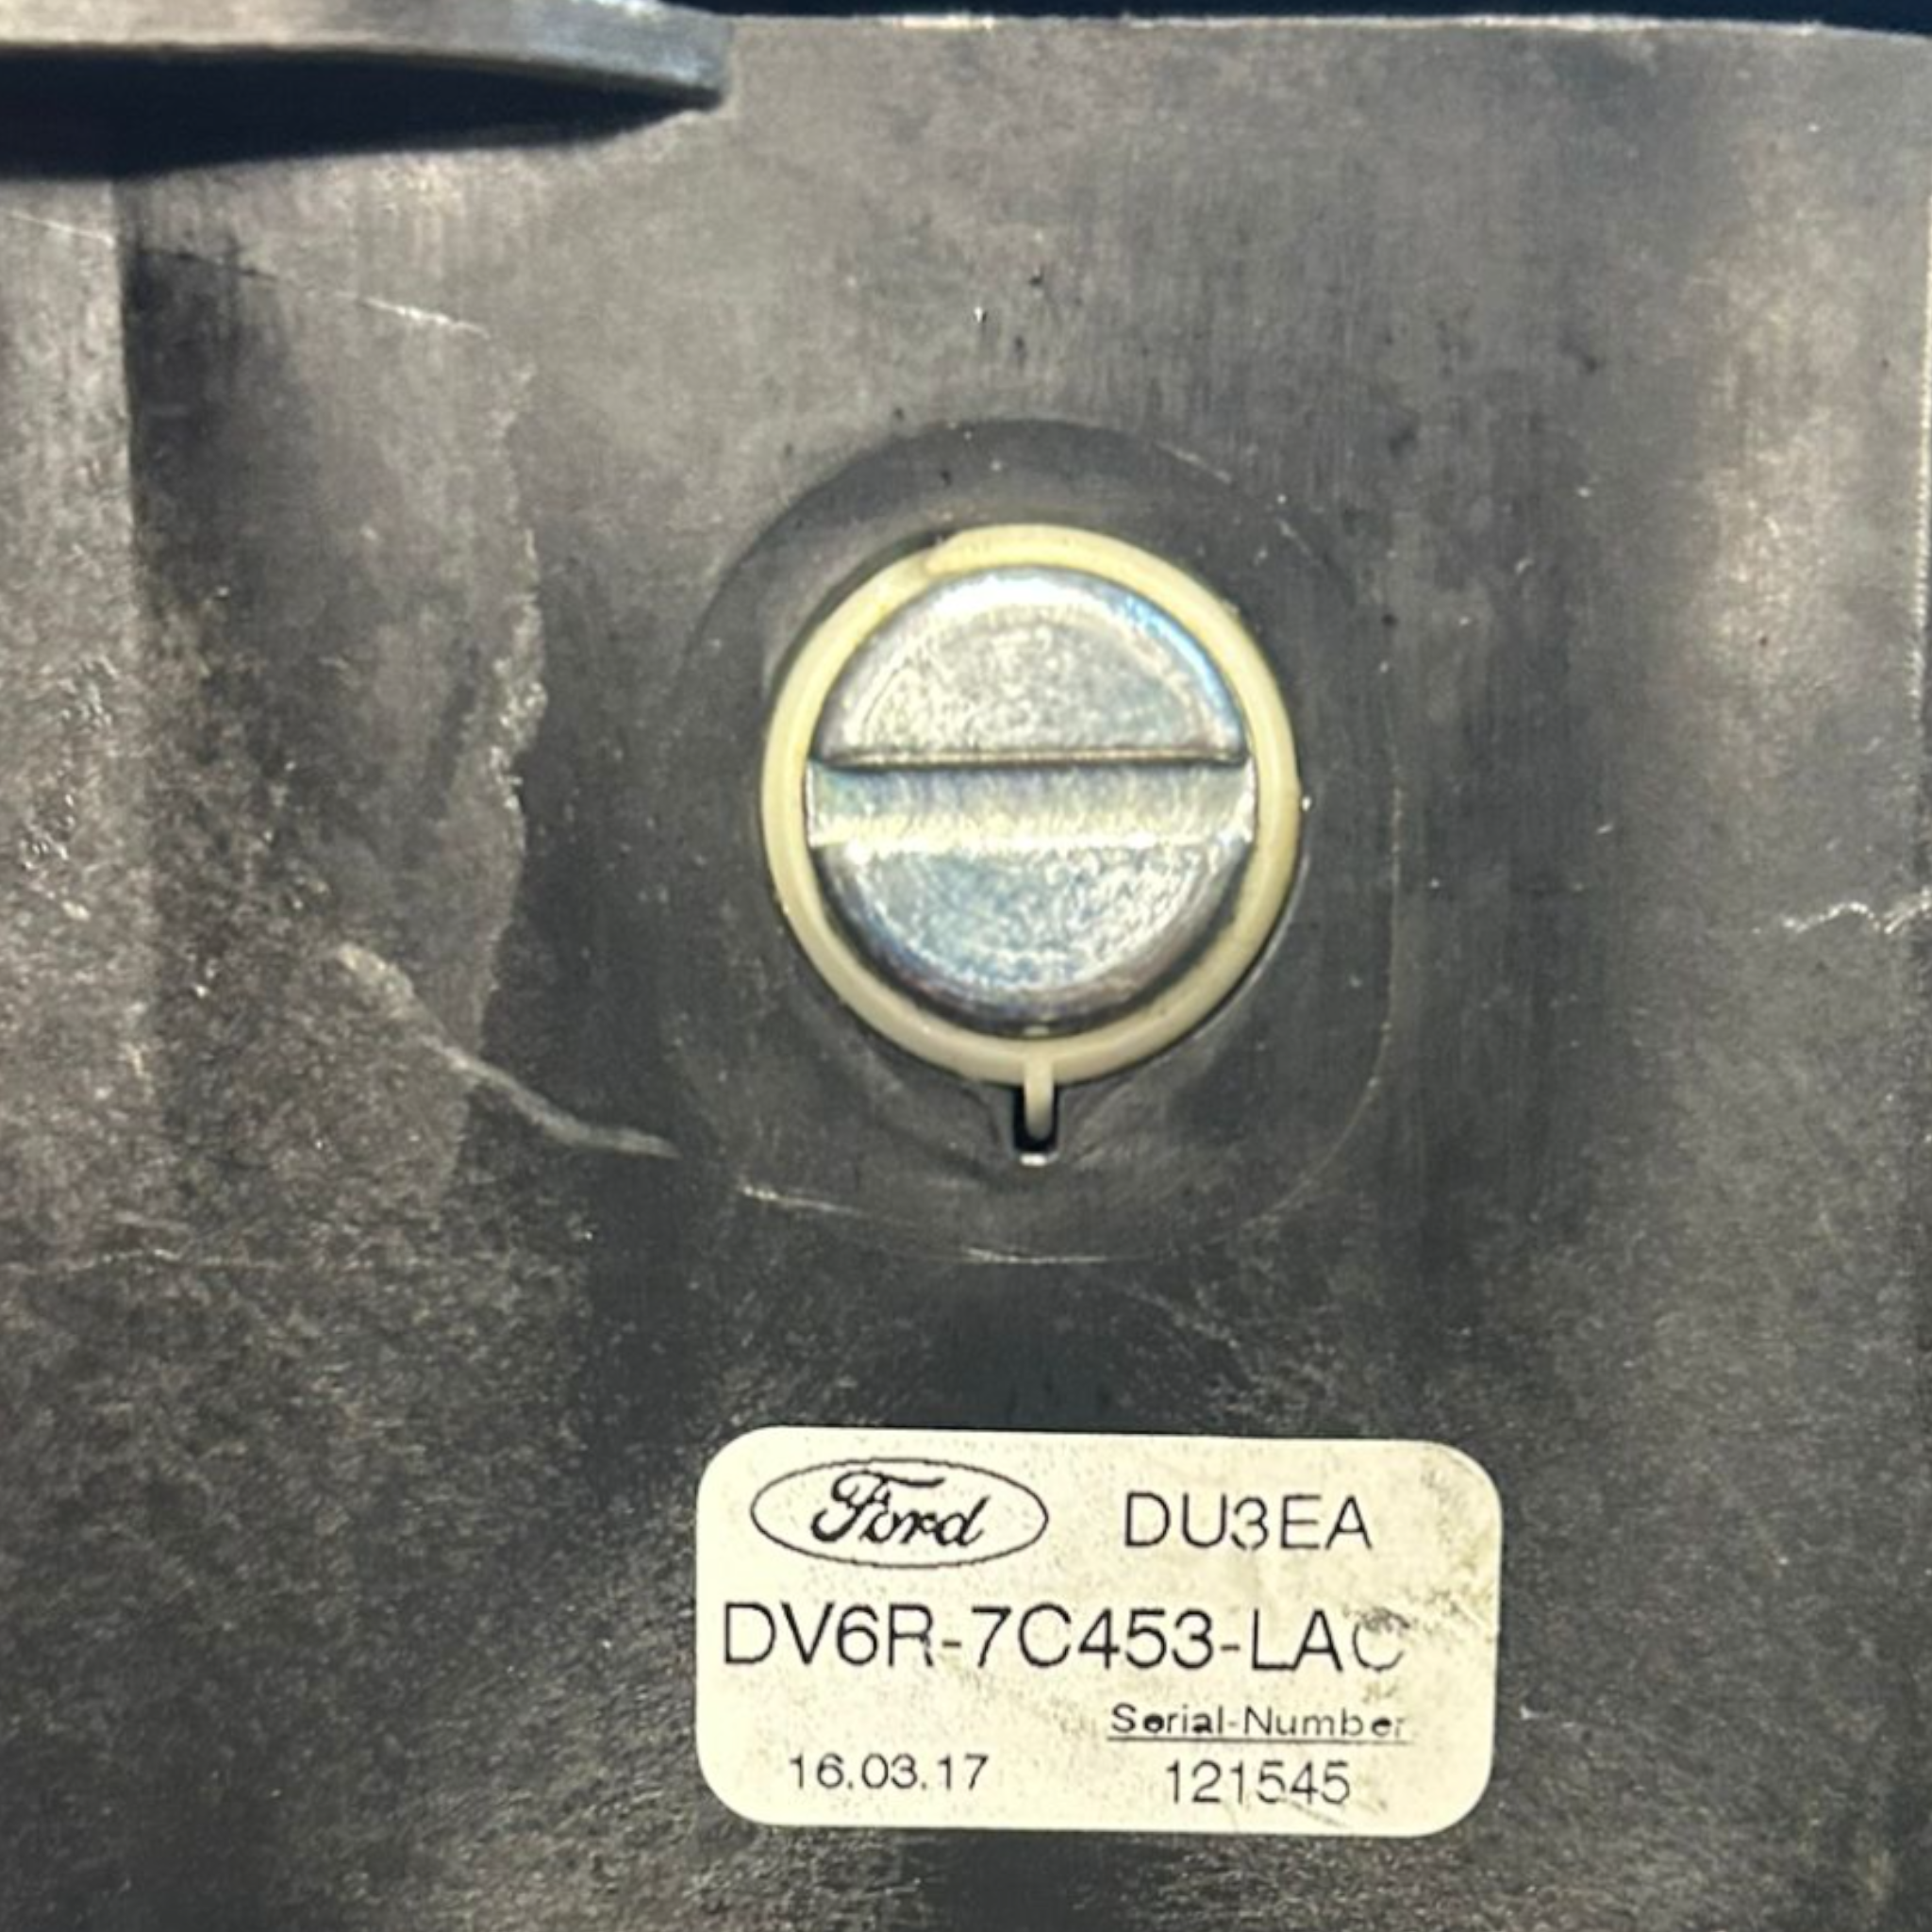 Ford DU3EA
DV6R-7C453-LAC
Serial-Number
16.03.17 121545